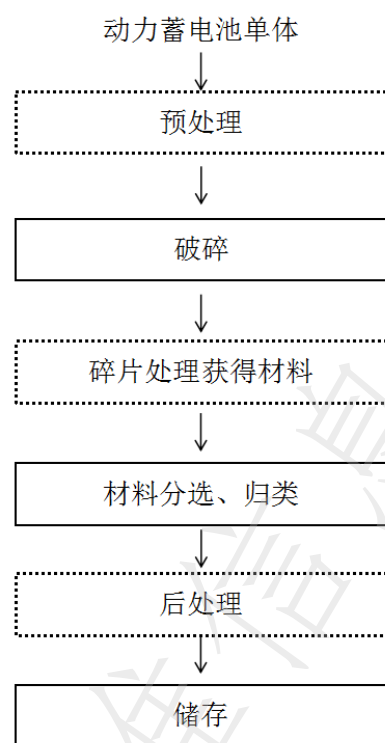 动力蓄电池单体
预处理
破碎
碎片处理获得材料
材料分选、归类
后处理
储存